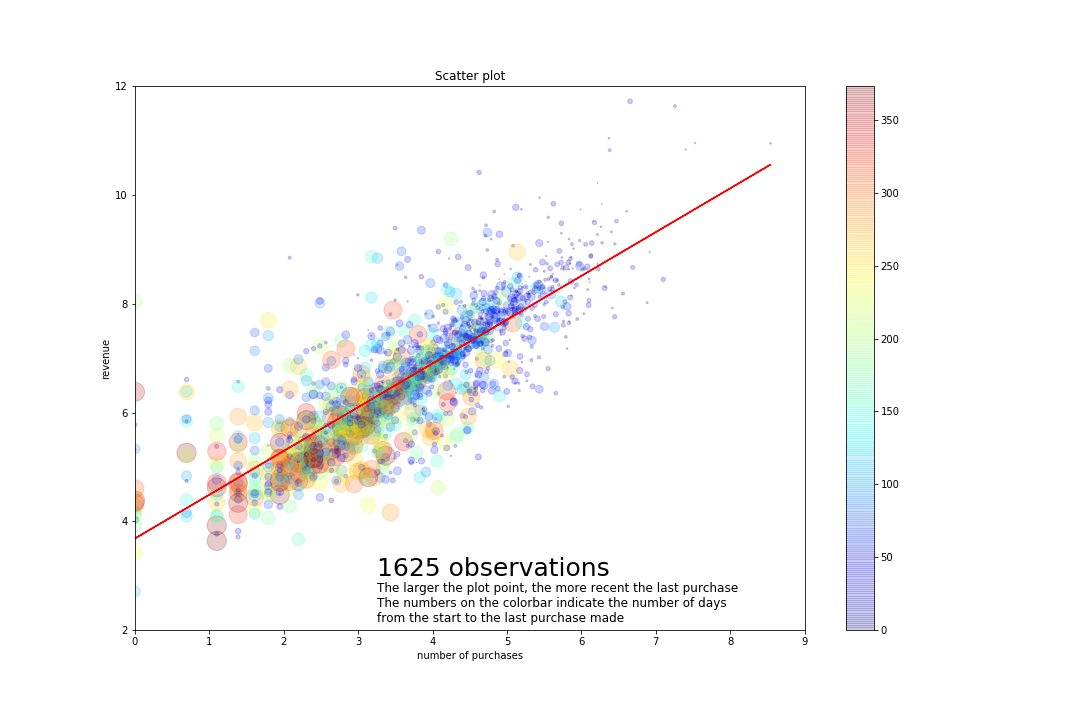 Scatter plot
12
10
8
6
4
2
revenue
0 1 2 3 4 5 6 7 8 9
number of purchases
1625 observations
The larger the plot point, the more recent the last purchase
The numbers on the colorbar indicate the number of days
from the start to the last purchase made
350
300
250
200
150
100
50
0